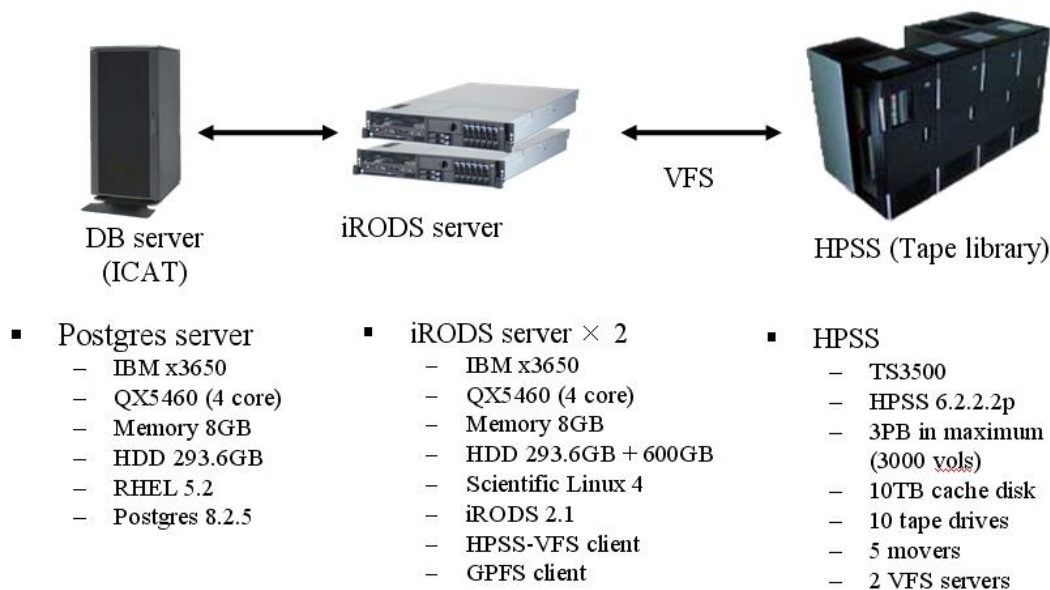 VFS
DB server
(ICAT)
iRODS server
HPSS (Tape library)
▪ Postgres server
– IBM x3650
– QX5460 (4 core)
– Memory 8GB
– HDD 293.6GB
– RHEL 5.2
– Postgres 8.2.5
▪ iRODS server × 2
– IBM x3650
– QX5460 (4 core)
– Memory 8GB
– HDD 293.6GB + 600GB
– Scientific Linux 4
– iRODS 2.1
– HPSS-VFS client
– GPFS client
▪ HPSS
– TS3500
– HPSS 6.2.2.2p
– 3PB in maximum
(3000 vols)
– 10TB cache disk
– 10 tape drives
– 5 movers
– 2 VFS servers